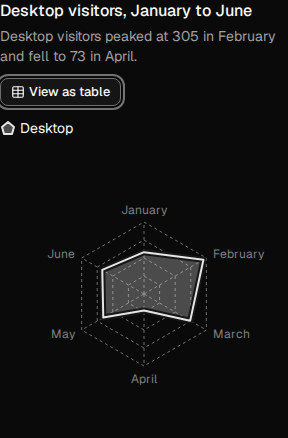 Desktop visitors, January to June
Desktop visitors peaked at 305 in February
and fell to 73 in April.
View as table
Desktop
January
June
February
May
March
April